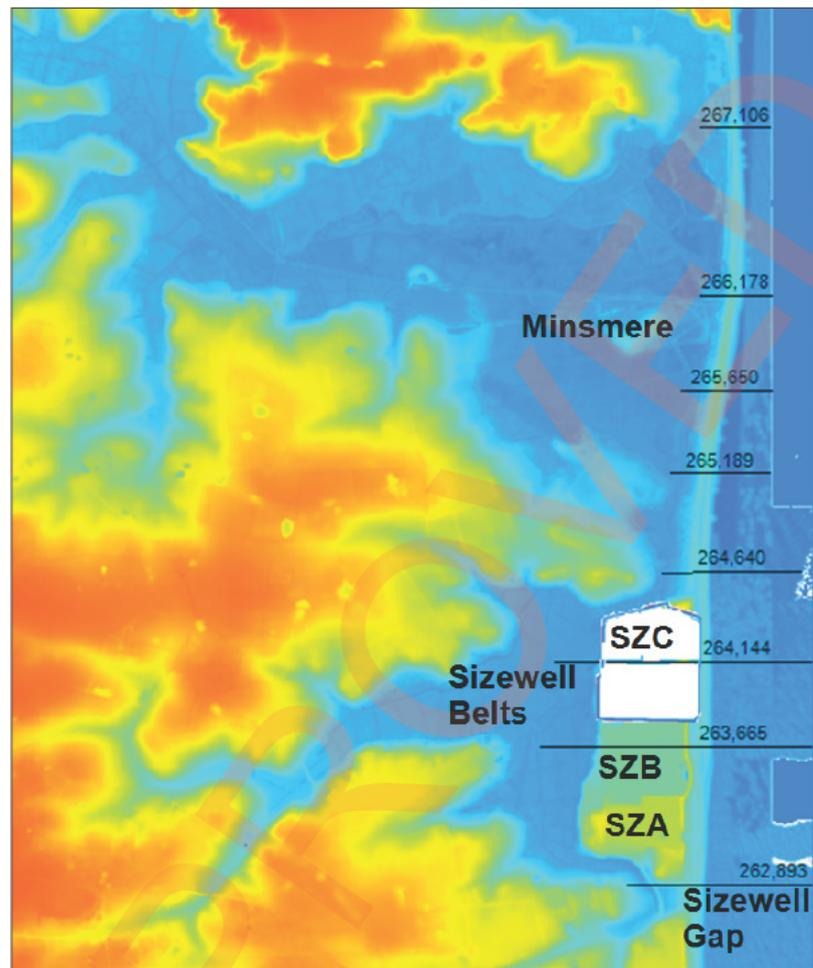 267,106
266,178
Minsmere
265,650
265,189
264,640
SZC
264,144
Sizewell
Belts
263,665
SZB
SZA
262,893
Sizewell
Gap